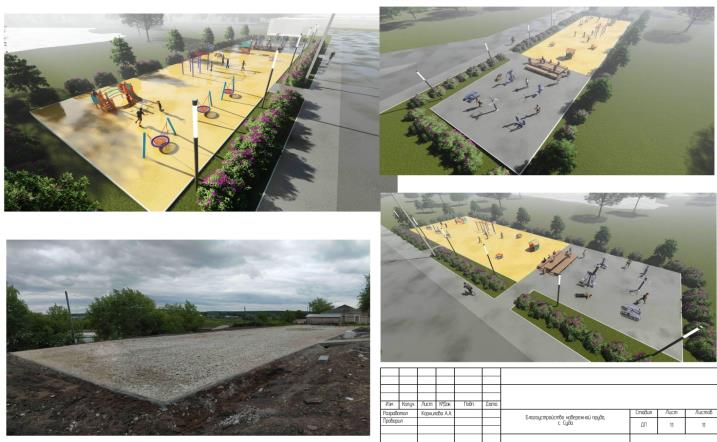 Изм. Кол.уч. Лист №Док. Подп. Дата
Разработал Корнилова А.А.
Проверил
Благоустройство набережной пруда,
с. Суда
Стадия Лист Листов
ДП 11 11